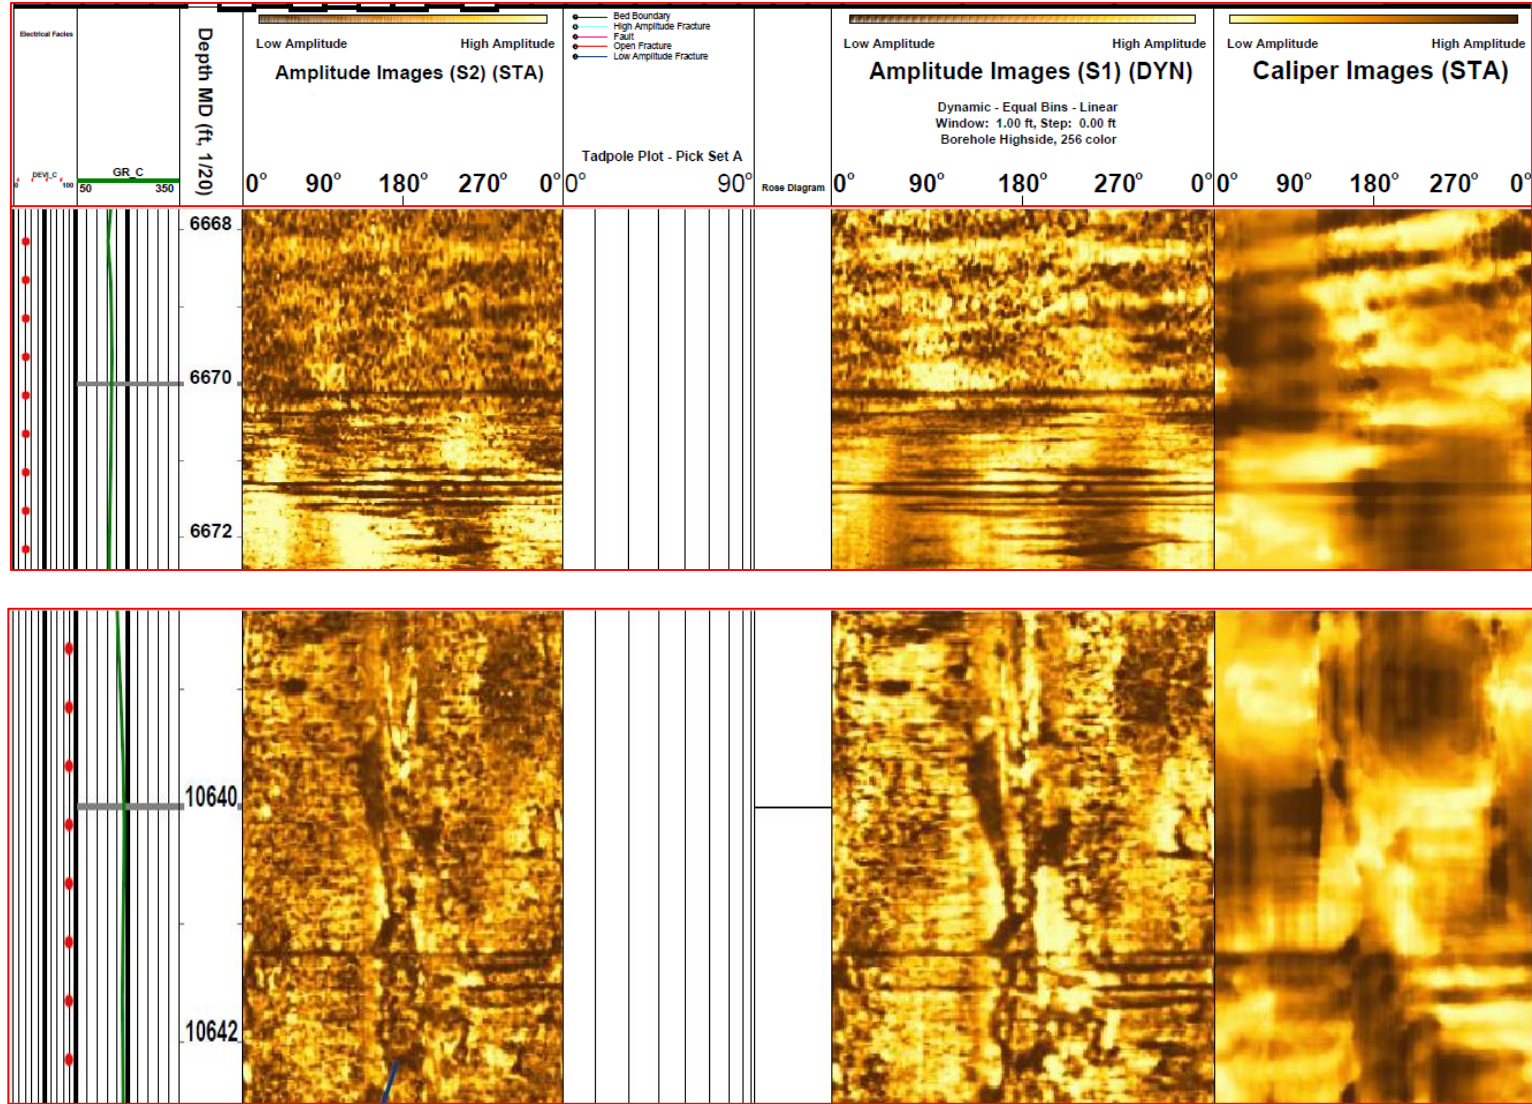 Electrical Facies
DEVI_C
0 100
GR_C
50 350
Depth MD (ft, 1/20)
Low Amplitude High Amplitude
Amplitude Images (S2) (STA)
0° 90° 180° 270° 0°
Bed Boundary
High Amplitude Fracture
Fault
Open Fracture
Low Amplitude Fracture
Tadpole Plot - Pick Set A
0° 90°
Rose Diagram
Low Amplitude High Amplitude
Amplitude Images (S1) (DYN)
Dynamic - Equal Bins - Linear
Window: 1.00 ft, Step: 0.00 ft
Borehole Highside, 256 color
0° 90° 180° 270° 0°
Low Amplitude High Amplitude
Caliper Images (STA)
0° 90° 180° 270° 0°
6668
6670
6672
10640
10642